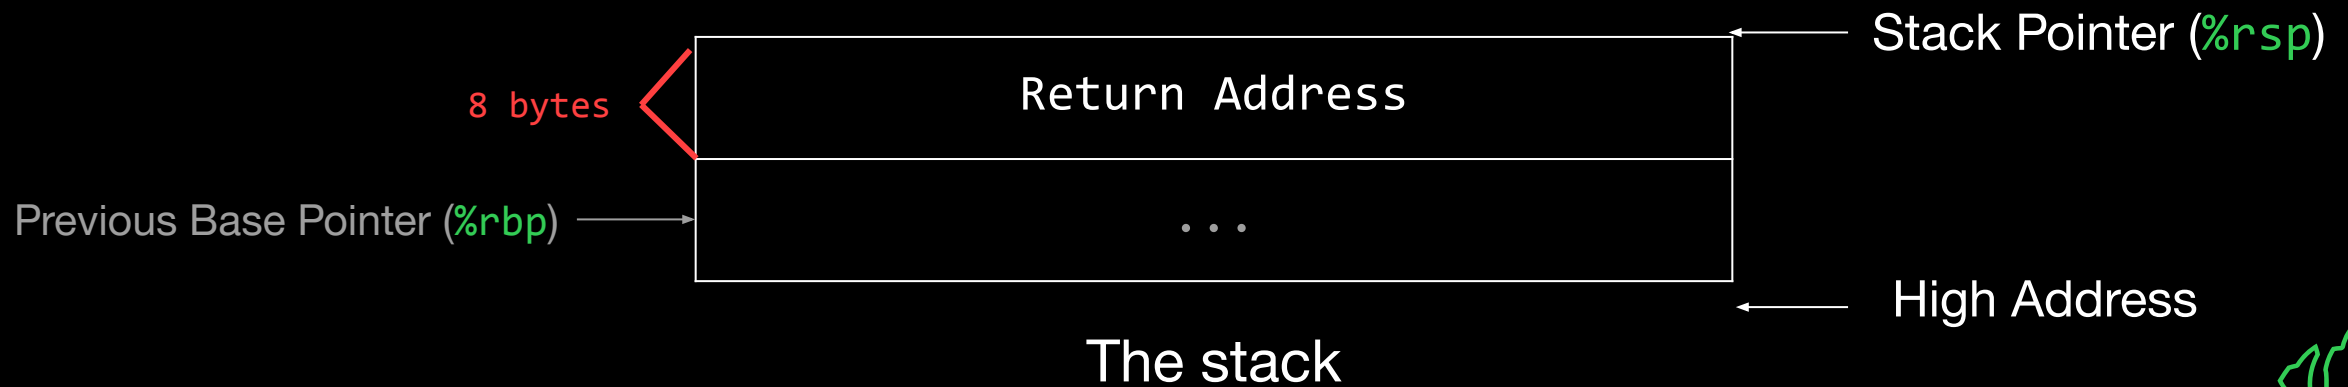 Stack Pointer (%rsp)
Return Address
8 bytes
Previous Base Pointer (%rbp)
...
High Address
The stack